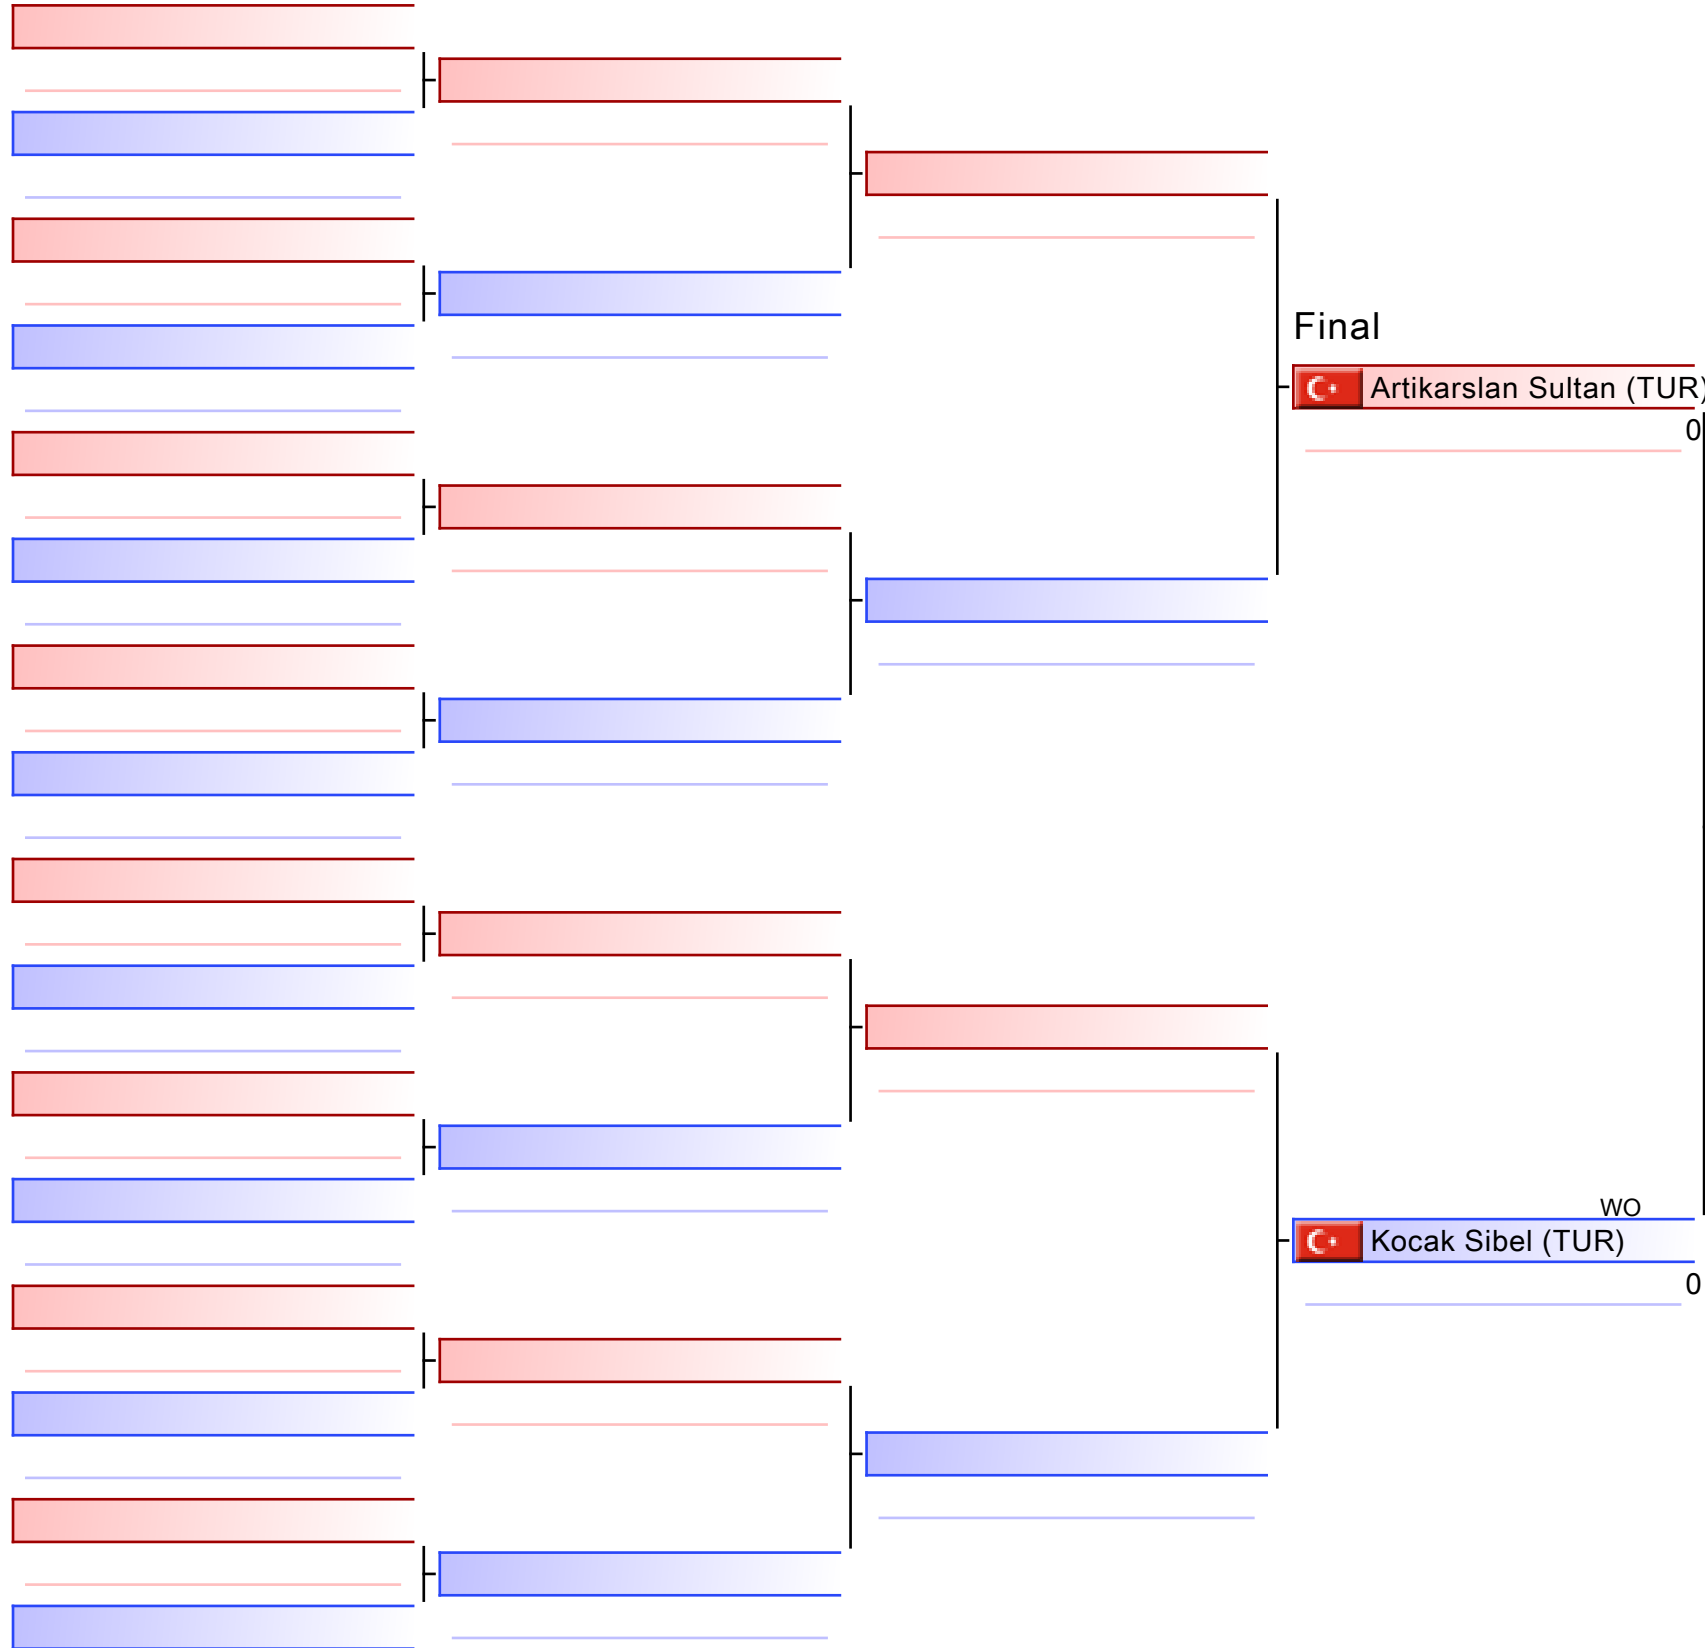 Final
Artikarslan Sultan (TUR)
0
WO
Kocak Sibel (TUR)
0